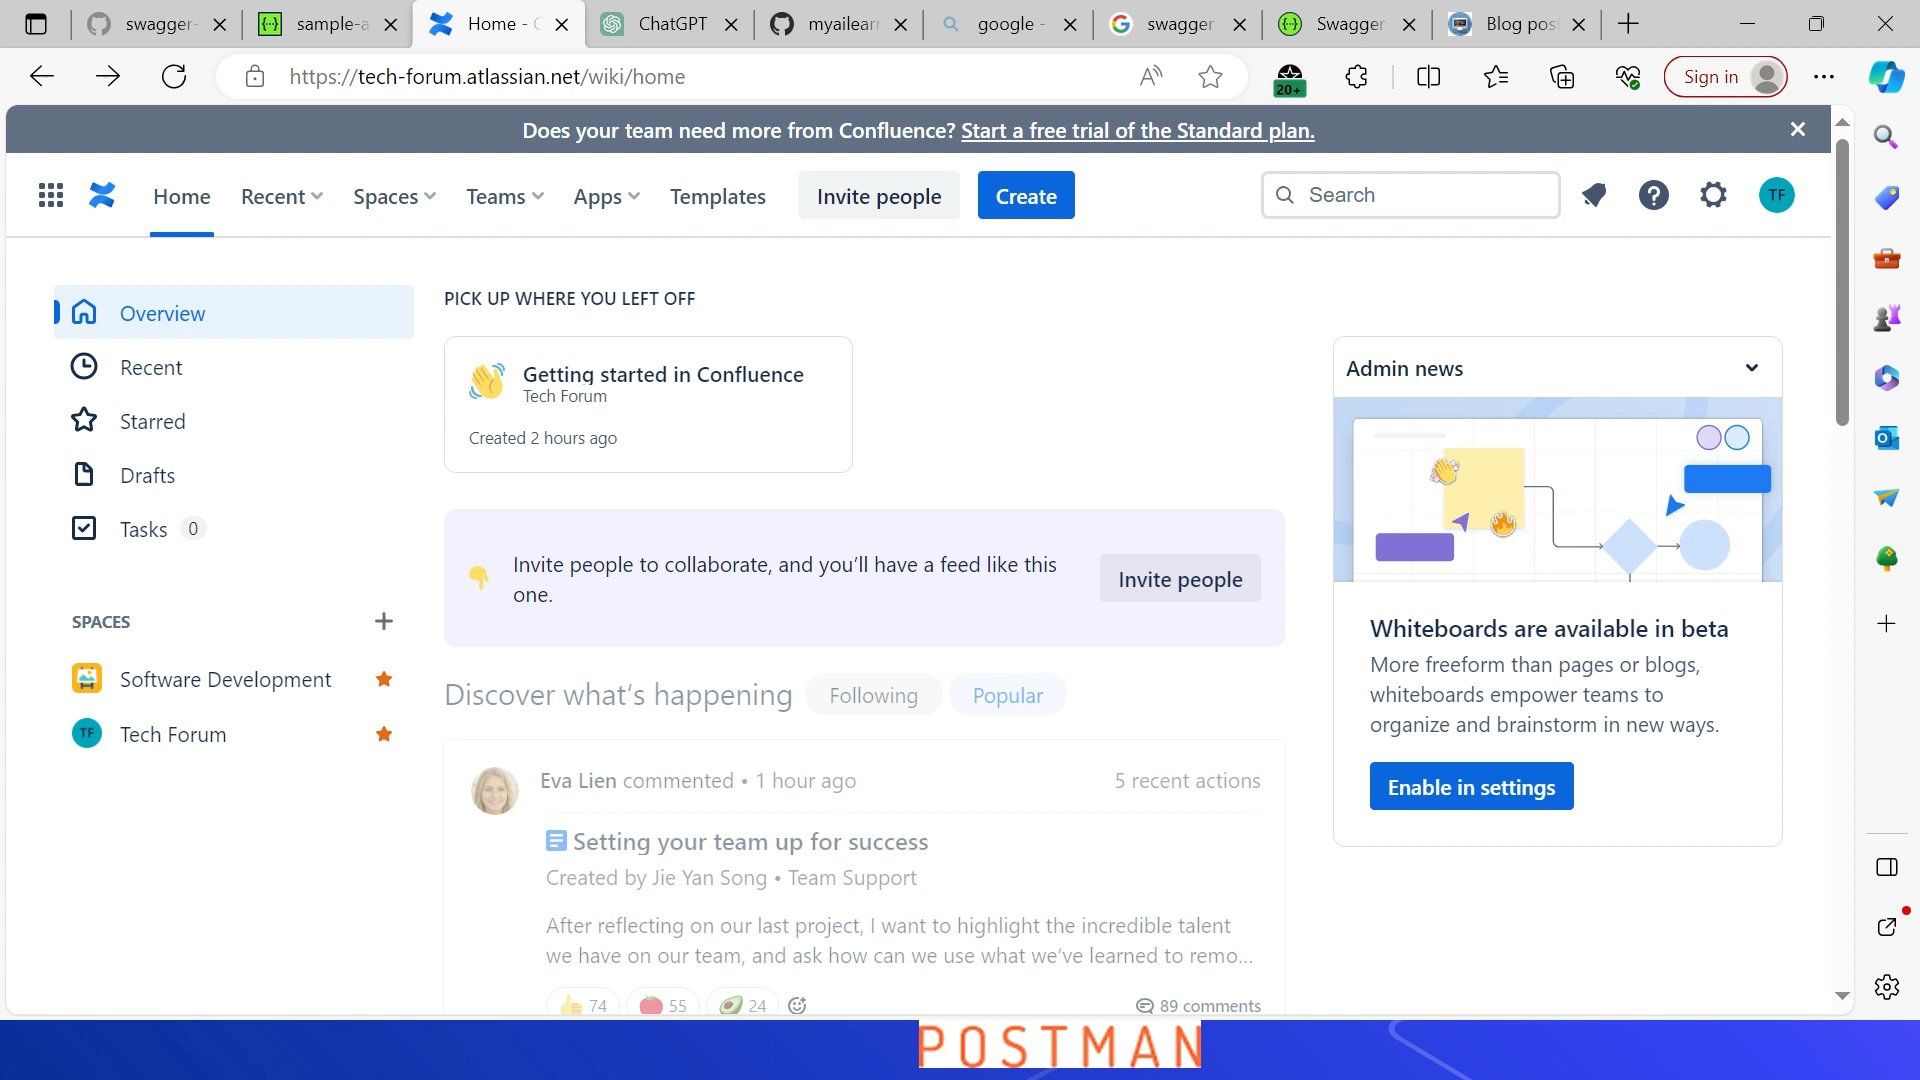 swagger-
sample-a
Home - C
ChatGPT
myailearn
google -
swagger
Swagger
Blog pos
https://tech-forum.atlassian.net/wiki/home
A
20+
Sign in
Does your team need more from Confluence? Start a free trial of the Standard plan.
Home
Recent
Spaces
Teams
Apps
Templates
Invite people
Create
Search
TF
Overview
Recent
Starred
Drafts
Tasks 0
SPACES
Software Development
TF Tech Forum
PICK UP WHERE YOU LEFT OFF
Getting started in Confluence
Tech Forum
Created 2 hours ago
Invite people to collaborate, and you'll have a feed like this
one.
Invite people
Discover what's happening
Following
Popular
Eva Lien commented • 1 hour ago
5 recent actions
Setting your team up for success
Created by Jie Yan Song • Team Support
After reflecting on our last project, I want to highlight the incredible talent
we have on our team, and ask how can we use what we've learned to remo...
74
55
24
89 comments
Admin news
Whiteboards are available in beta
More freeform than pages or blogs,
whiteboards empower teams to
organize and brainstorm in new ways.
Enable in settings
POSTMAN